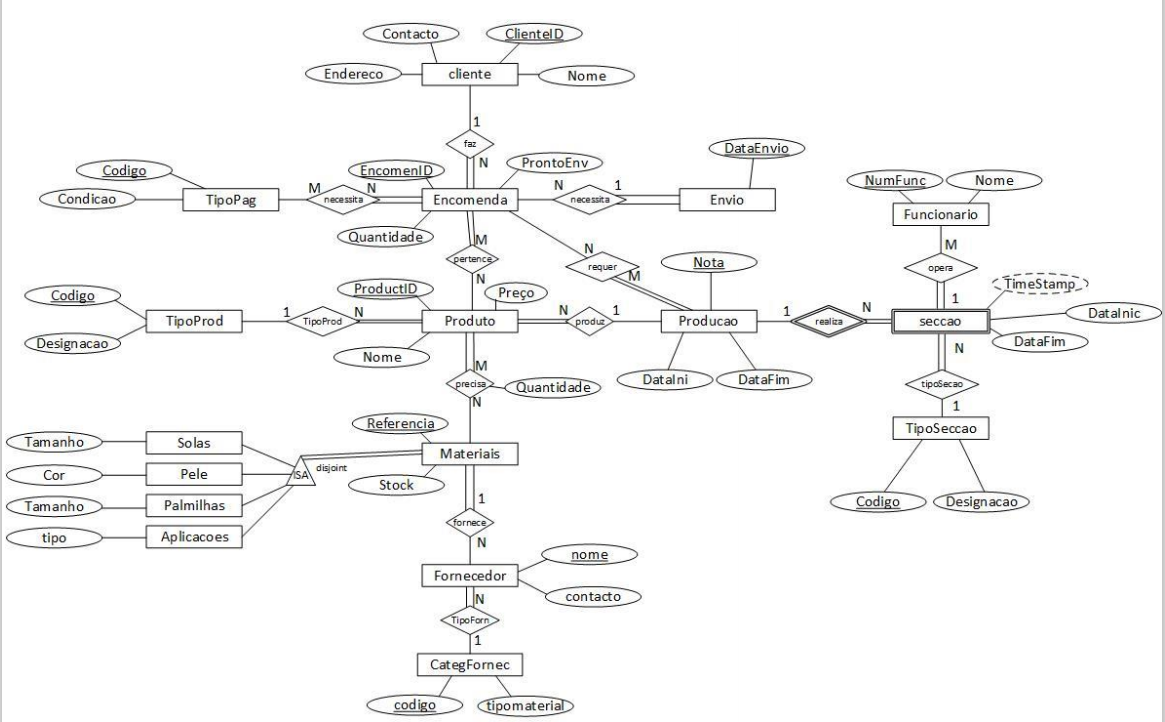 Contacto
ClienteID
Endereco
cliente
Nome
1
faz
N
ProntoEnv
DataEnvio
Codigo
EncomenID
Condicao
TipoPag
M
necessita
N
Encomenda
N
necessita
1
Envio
NumFunc
Nome
Funcionario
Quantidade
M
pertence
N
N
requer
M
Nota
M
opera
1
TimeStamp
Codigo
ProductID
Preço
TipoProd
1
TipoProd
N
Produto
N
produz
1
Producao
1
realiza
N
seccao
DataInic
DataFim
Designacao
Nome
M
precisa
N
Quantidade
DataIni
DataFim
N
tipoSecao
1
TipoSeccao
Referencia
Tamanho
Solas
Materiais
Cor
Pele
ISA
disjoint
Stock
Tamanho
Palmilhas
tipo
Aplicacoes
1
fornece
N
Codigo
Designacao
nome
Fornecedor
contacto
N
TipoForn
1
CategFornec
codigo
tipomaterial